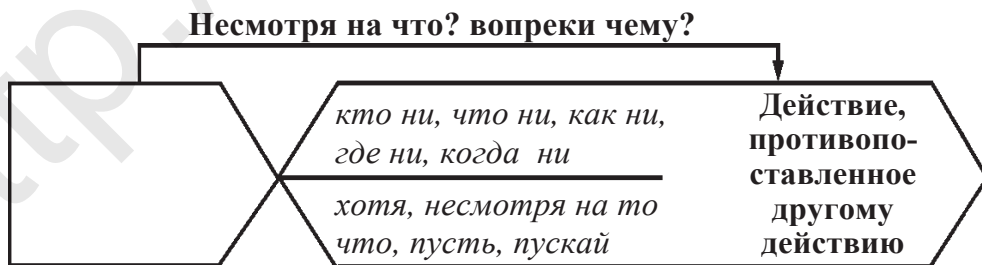 Несмотря на что? вопреки чему?
кто ни, что ни, как ни,
где ни, когда ни
хотя, несмотря на то
что, пусть, пускай
Действие,
противопо-
ставленное
другому
действию